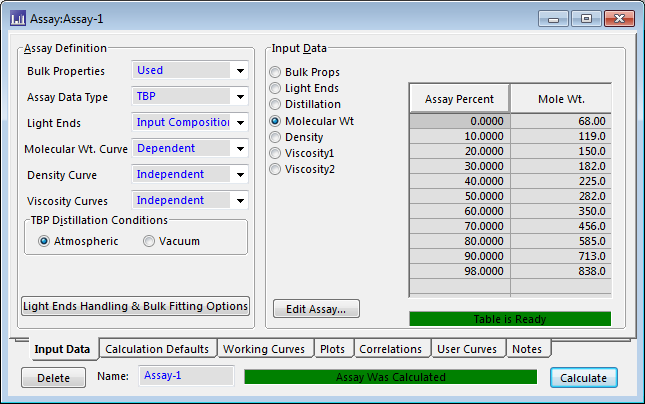 Assay:Assay-1
Assay Definition
Bulk Properties Used
Assay Data Type TBP
Light Ends Input Composition
Molecular Wt. Curve Dependent
Density Curve Independent
Viscosity Curves Independent
TBP Distillation Conditions
Atmospheric Vacuum
Light Ends Handling & Bulk Fitting Options
Input Data
Bulk Props
Light Ends
Distillation
Molecular Wt
Density
Viscosity1
Viscosity2
Edit Assay...
Assay Percent Mole Wt.
0.0000 68.00
10.0000 119.0
20.0000 150.0
30.0000 182.0
40.0000 225.0
50.0000 282.0
60.0000 350.0
70.0000 456.0
80.0000 585.0
90.0000 713.0
98.0000 838.0
Table is Ready
Input Data Calculation Defaults Working Curves Plots Correlations User Curves Notes
Delete Name: Assay-1 Assay Was Calculated Calculate